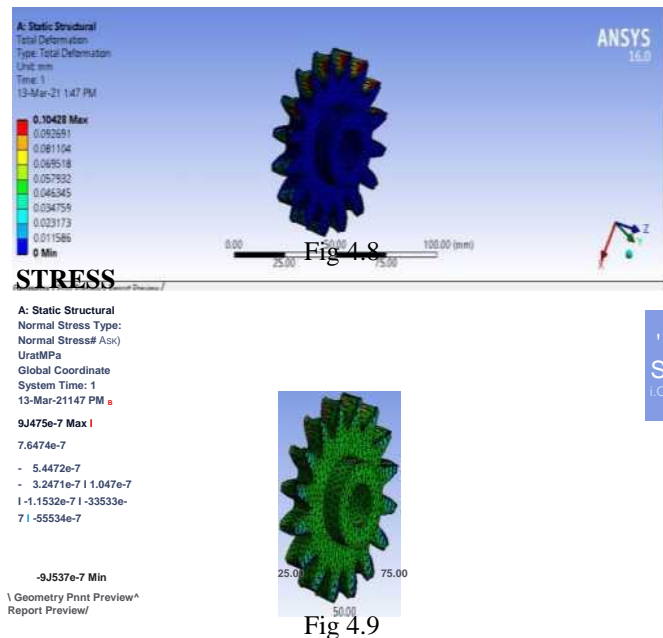 A: Static Structural
Total Deformation
Type: Total Deformation
Unit: mm
Time: 1
13-Mar-21 1:47 PM
0.10428 Max
0.092691
0.081104
0.069518
0.057932
0.046345
0.034759
0.023173
0.011586
0 Min
ANSYS
16.0
0.00 50.00 100.00 (mm)
25.00 75.00
Z
Y
X
Fig 4.8
STRESS
A: Static Structural
Normal Stress Type:
Normal Stress# ASK)
UratMPa
Global Coordinate
System Time: 1
13-Mar-21147 PM B
9J475e-7 Max I
7.6474e-7
- 5.4472e-7
- 3.2471e-7 I 1.047e-7
I -1.1532e-7 I -33533e-
7 I -55534e-7
-9J537e-7 Min
\ Geometry Pnnt Preview^
Report Preview/
25.00 75.00
50.00
Fig 4.9